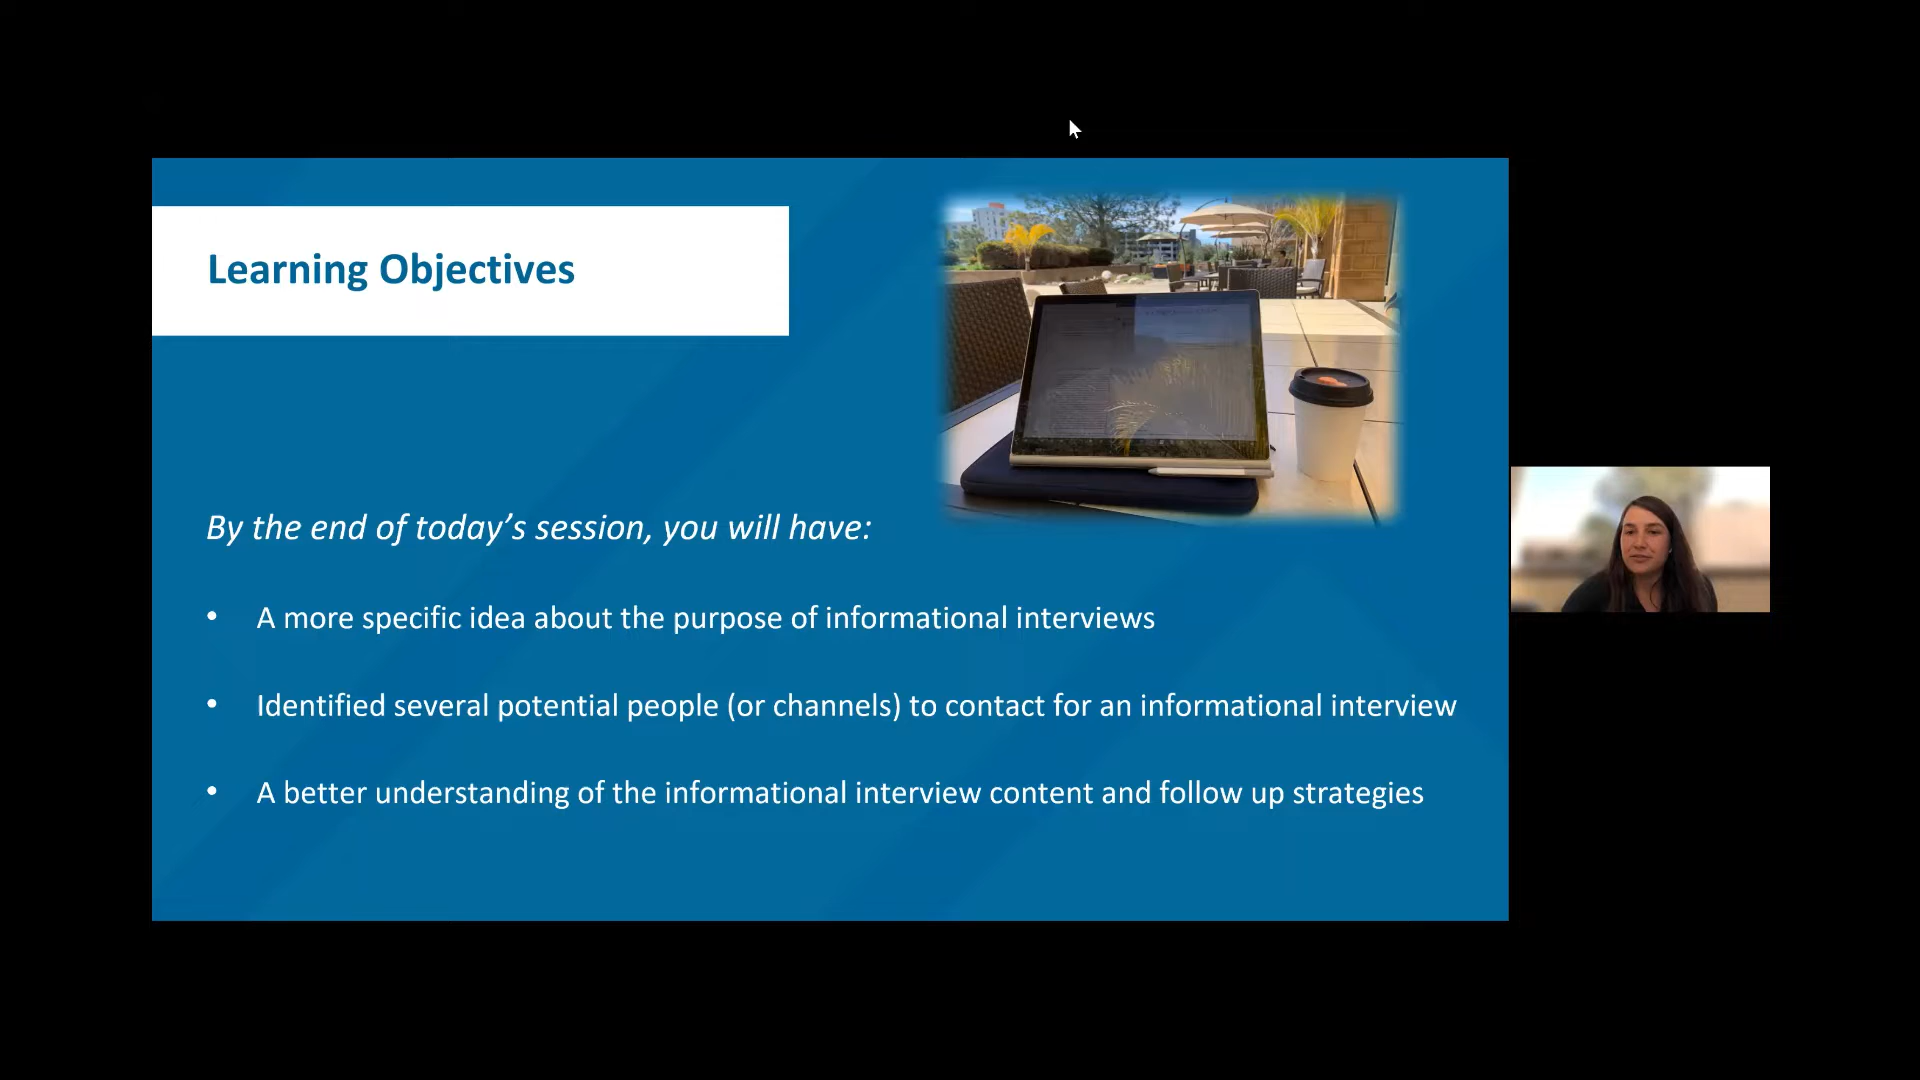 Learning Objectives
By the end of today’s session, you will have:
• A more specific idea about the purpose of informational interviews
• Identified several potential people (or channels) to contact for an informational interview
• A better understanding of the informational interview content and follow up strategies